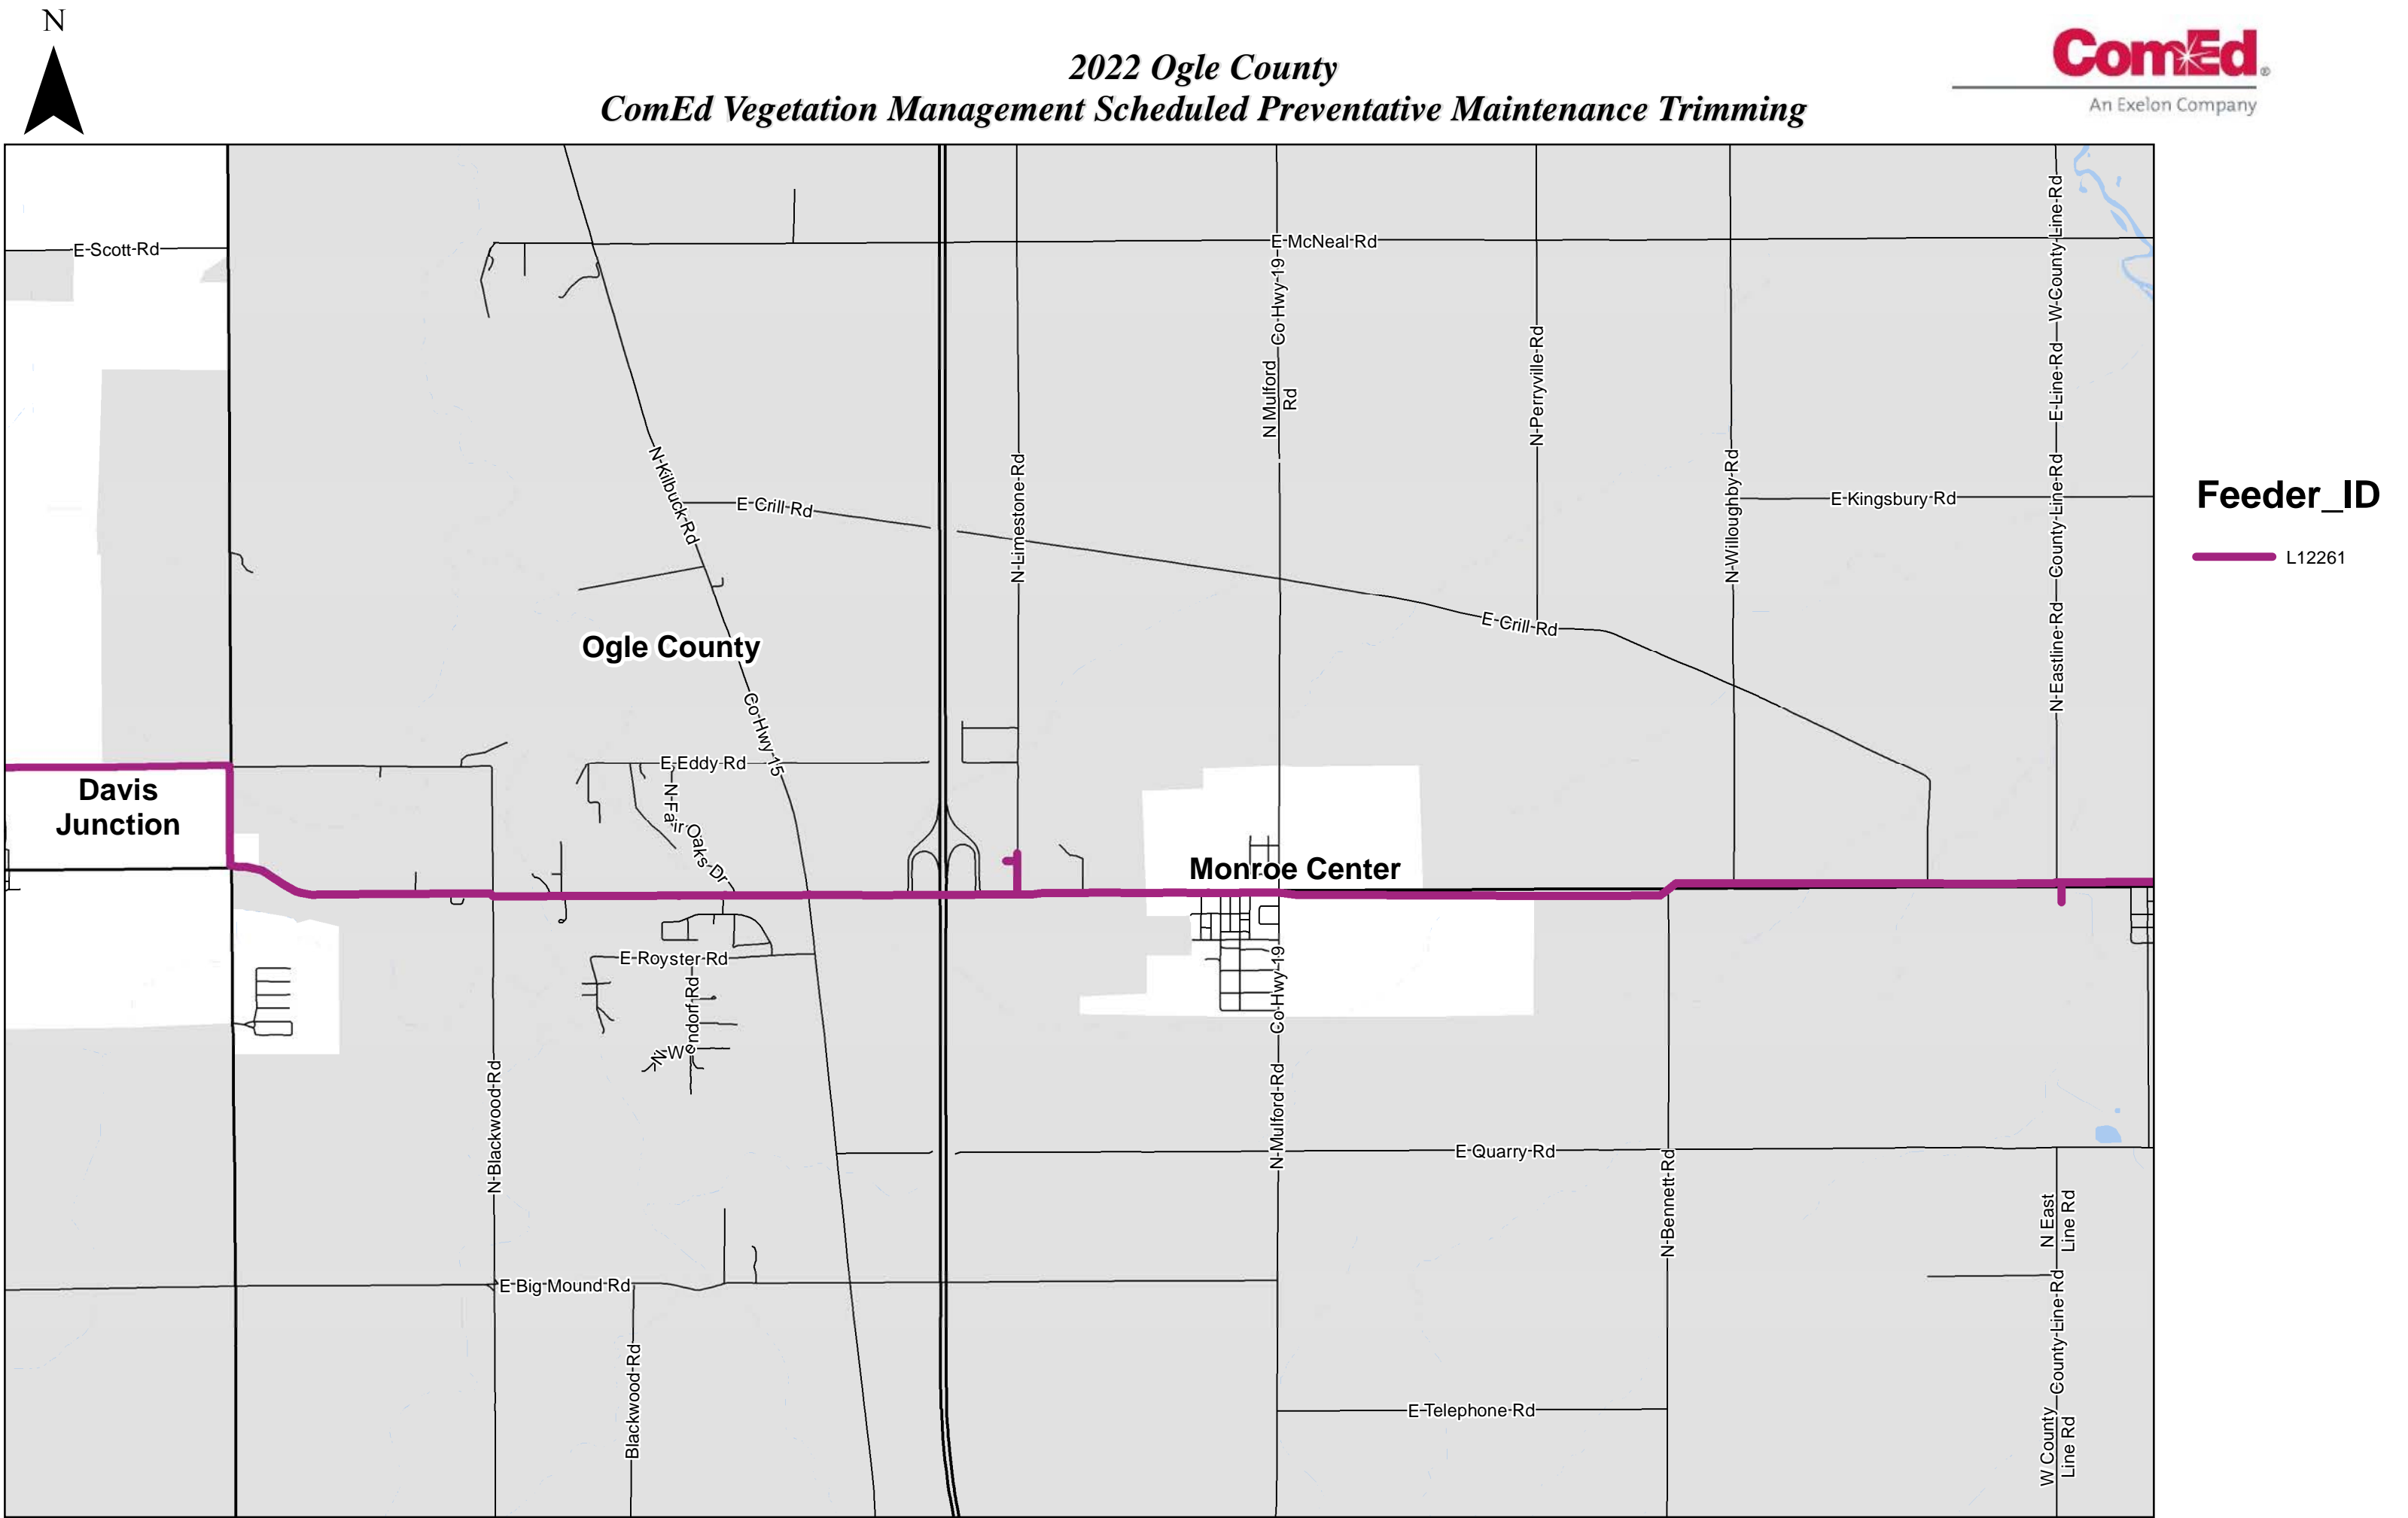 N
2022 Ogle County
ComEd Vegetation Management Scheduled Preventative Maintenance Trimming
ComEd®
An Exelon Company
E Scott Rd
E McNeal Rd
W County Line Rd
Co Hwy 19
N Mulford
Rd
N Perryville Rd
E Line Rd
N Kilbuck Rd
E Crill Rd
N Limestone Rd
N Willoughby Rd
E Kingsbury Rd
County Line Rd
Feeder_ID
L12261
E Crill Rd
N Eastline Rd
Ogle County
Co Hwy 15
E Eddy Rd
N Fair Oaks Dr
Davis
Junction
Monroe Center
E Royster Rd
N Wendorf Rd
Co Hwy 19
N Blackwood Rd
N Mulford Rd
E Quarry Rd
N Bennett Rd
N East
Line Rd
E Big Mound Rd
Blackwood Rd
County Line Rd
E Telephone Rd
W County
Line Rd